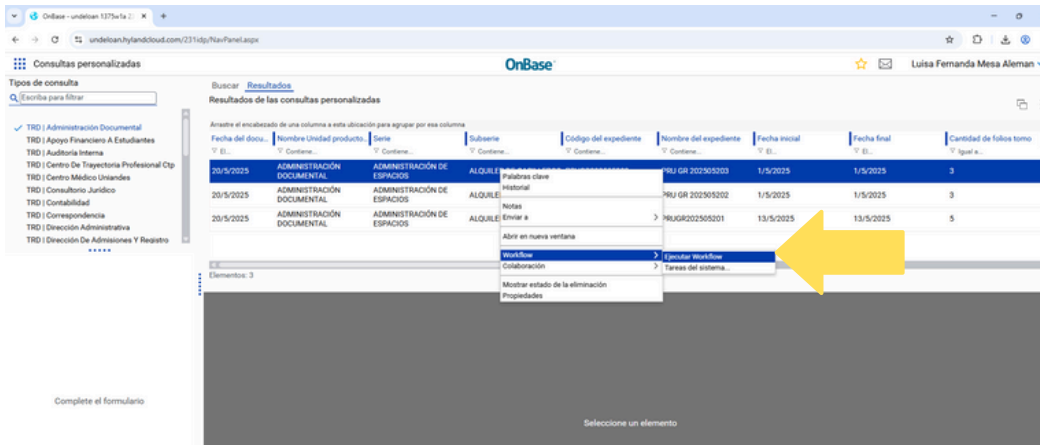 OnBase - undeloan 1375w1a 2
undeloan.hylandcloud.com/231idp/NavPanel.aspx
Consultas personalizadas
OnBase
Luisa Fernanda Mesa Aleman
Tipos de consulta
Escriba para filtrar
TRD | Administración Documental
TRD | Apoyo Financiero A Estudiantes
TRD | Auditoria Interna
TRD | Centro De Trayectoria Profesional Ctp
TRD | Centro Médico Uniandes
TRD | Consultorio Jurídico
TRD | Contabilidad
TRD | Correspondencia
TRD | Dirección Administrativa
TRD | Dirección De Admisiones Y Registro
Complete el formulario
Buscar Resultados
Resultados de las consultas personalizadas
Arrastre el encabezado de una columna a esta ubicación para agrupar por esa columna
Fecha del docu... Nombre Unidad producto... Serie Subserie Código del expediente Nombre del expediente Fecha inicial Fecha final Cantidad de folios tomo
El... Contiene... Contiene... Contiene... Contiene... Contiene... El... El... Igual a...
20/5/2025 ADMINISTRACIÓN DOCUMENTAL ADMINISTRACIÓN DE ESPACIOS PRU GR 202505203 1/5/2025 1/5/2025 3
20/5/2025 ADMINISTRACIÓN DOCUMENTAL ADMINISTRACIÓN DE ESPACIOS ALQUILE PRU GR 202505202 1/5/2025 1/5/2025 3
20/5/2025 ADMINISTRACIÓN DOCUMENTAL ADMINISTRACIÓN DE ESPACIOS ALQUILE PRUGR202505201 13/5/2025 13/5/2025 5
Palabras clave
Historial
Notas
Enviar a
Abrir en nueva ventana
Workflow
Ejecutar Workflow
Colaboración
Tareas del sistema...
Mostrar estado de la eliminación
Propiedades
Elementos: 3
Seleccione un elemento